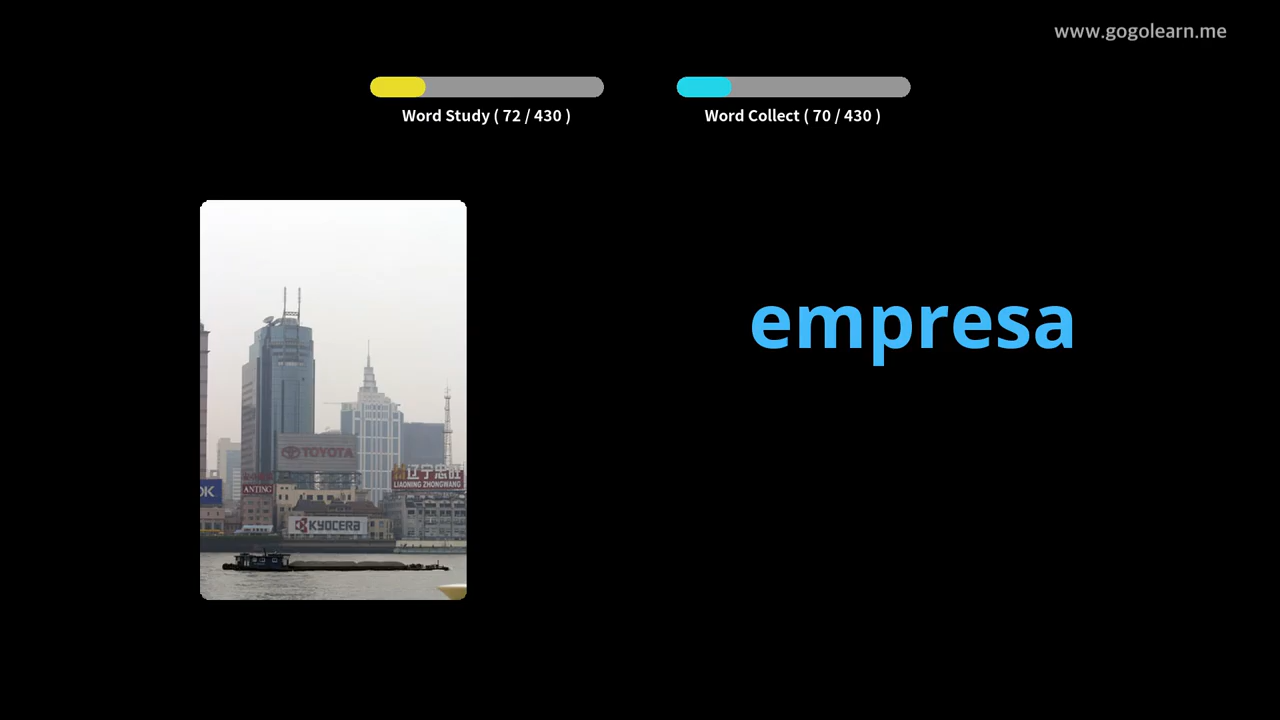 www.gogolearn.me
Word Study ( 72 / 430 )
Word Collect ( 70 / 430 )
empresa
TOYOTA
辽宁忠旺
LIAONING ZHONGWANG
OK
ANTING
KYOCERA